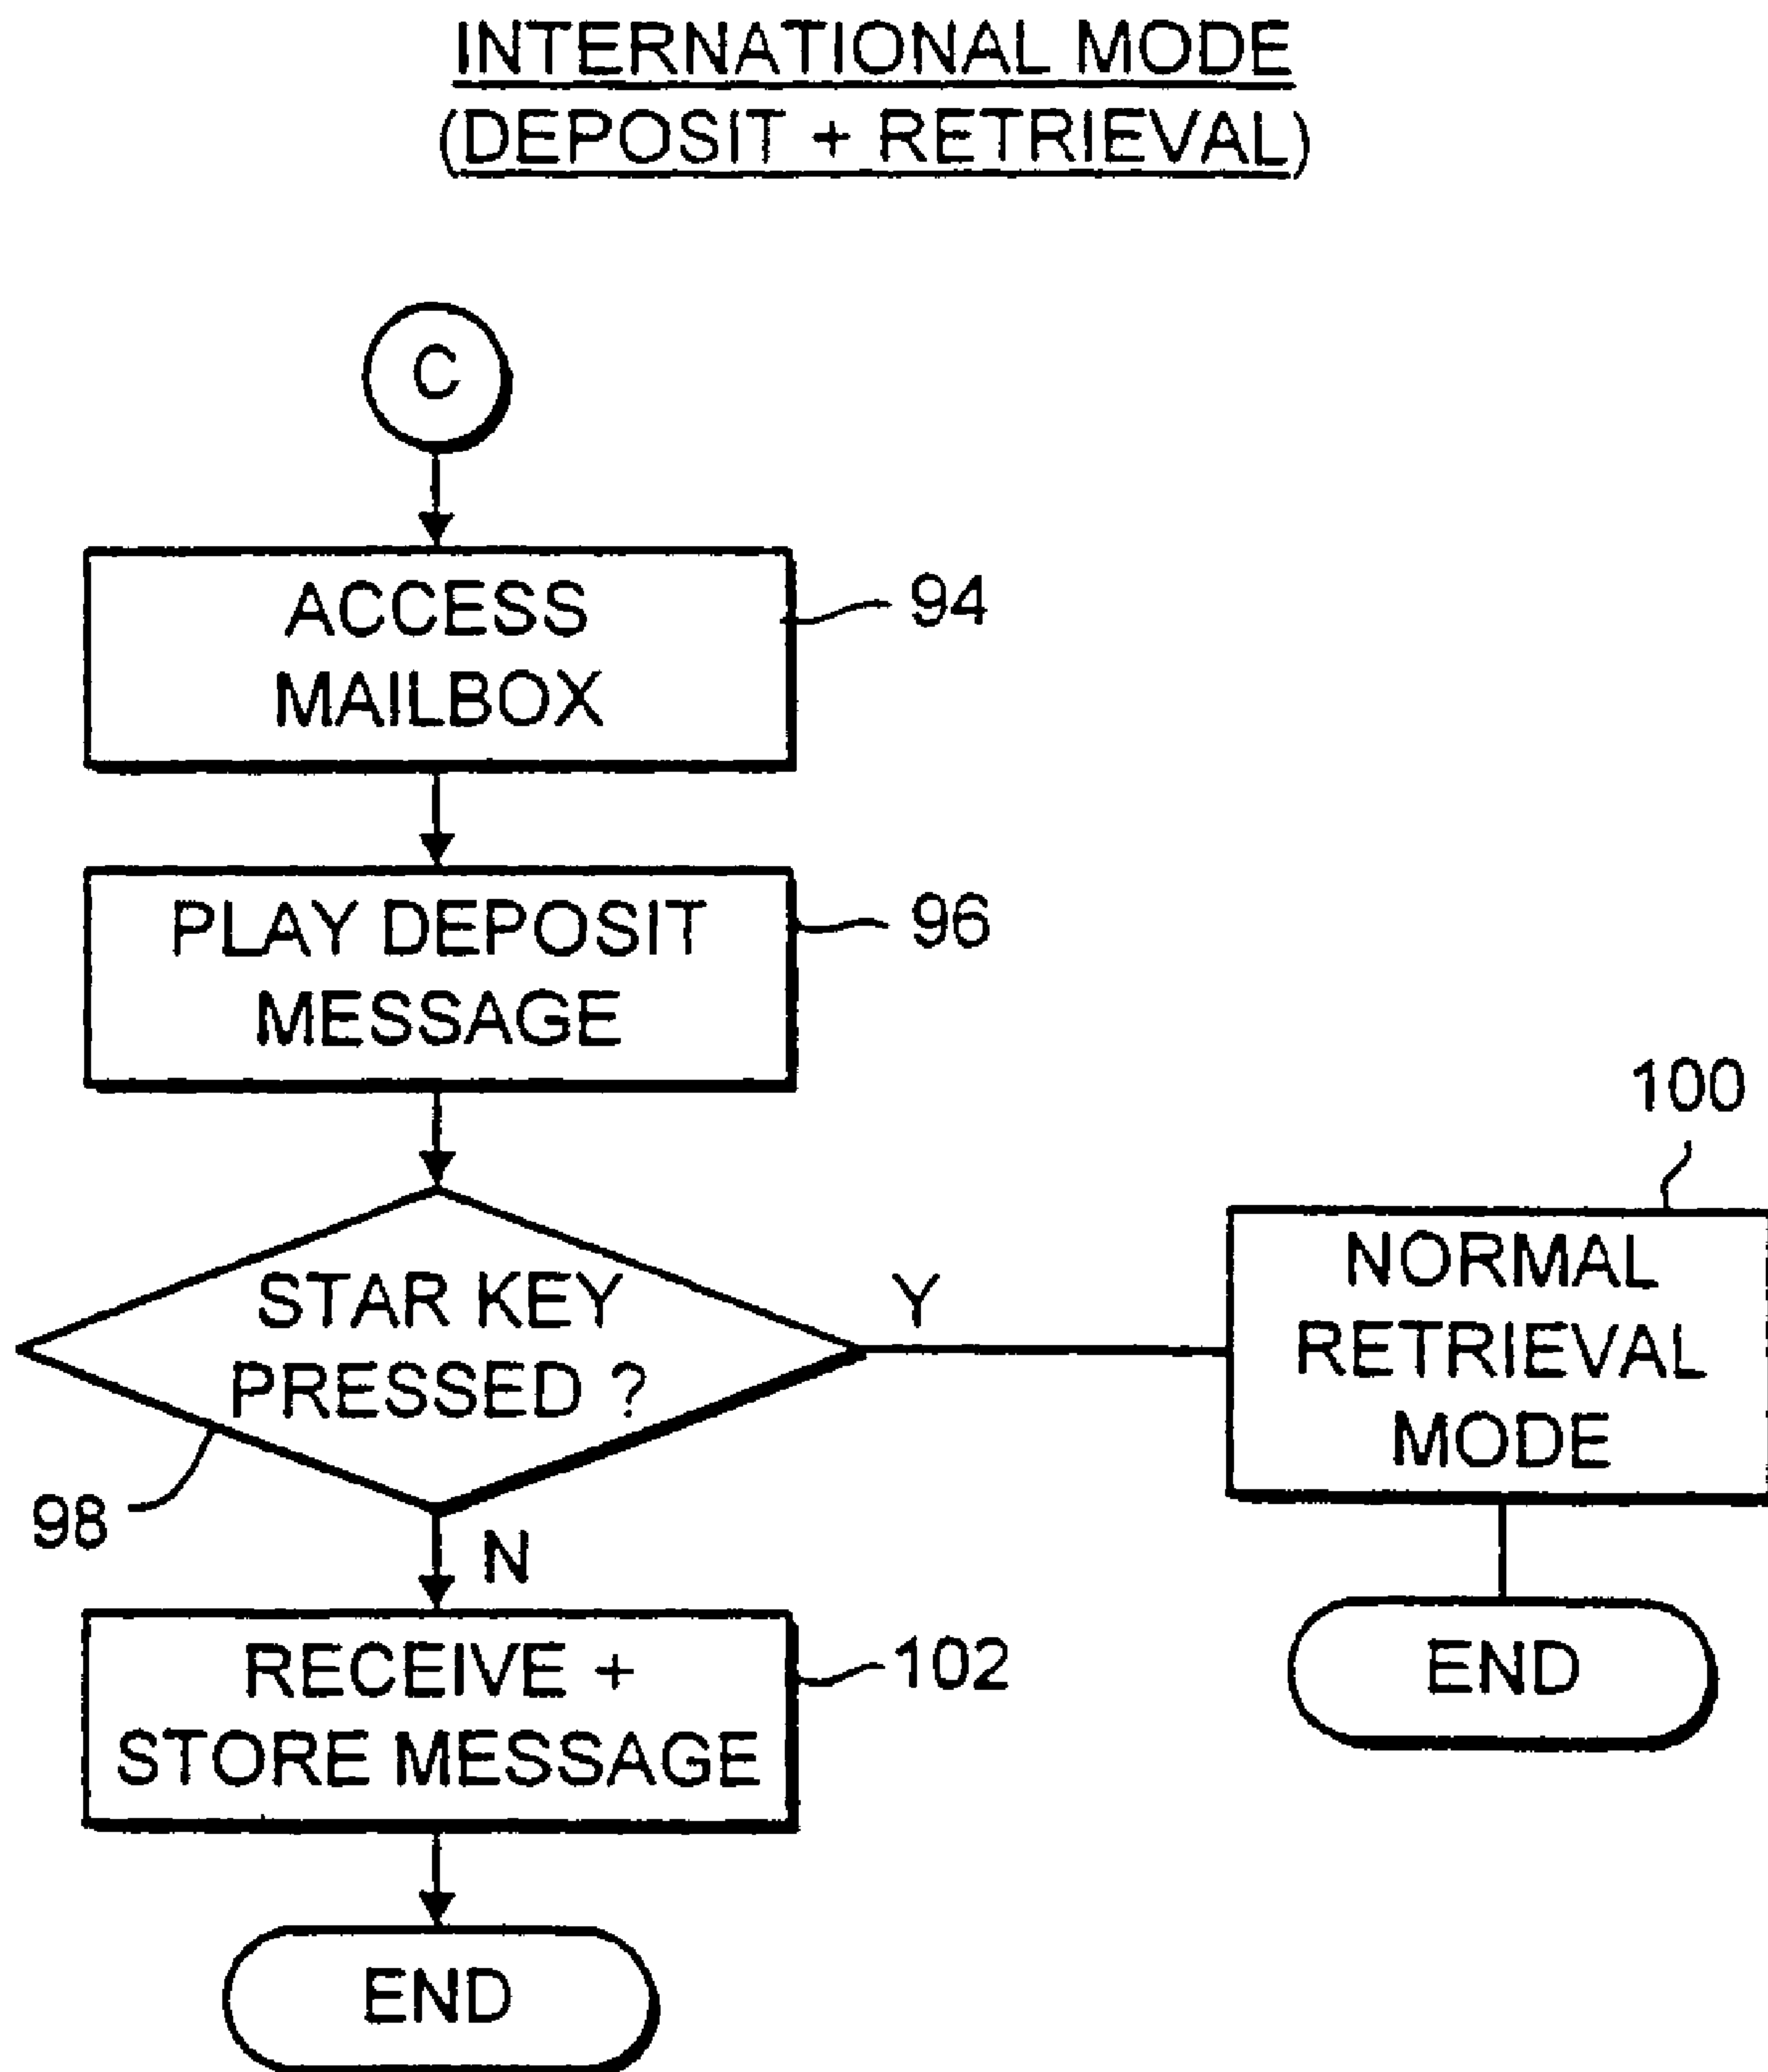 INTERNATIONAL MODE
(DEPOSIT + RETRIEVAL)
C
ACCESS
MAILBOX
94
PLAY DEPOSIT
MESSAGE
96
STAR KEY
PRESSED ?
98
Y
100
NORMAL
RETRIEVAL
MODE
END
N
RECEIVE +
STORE MESSAGE
102
END